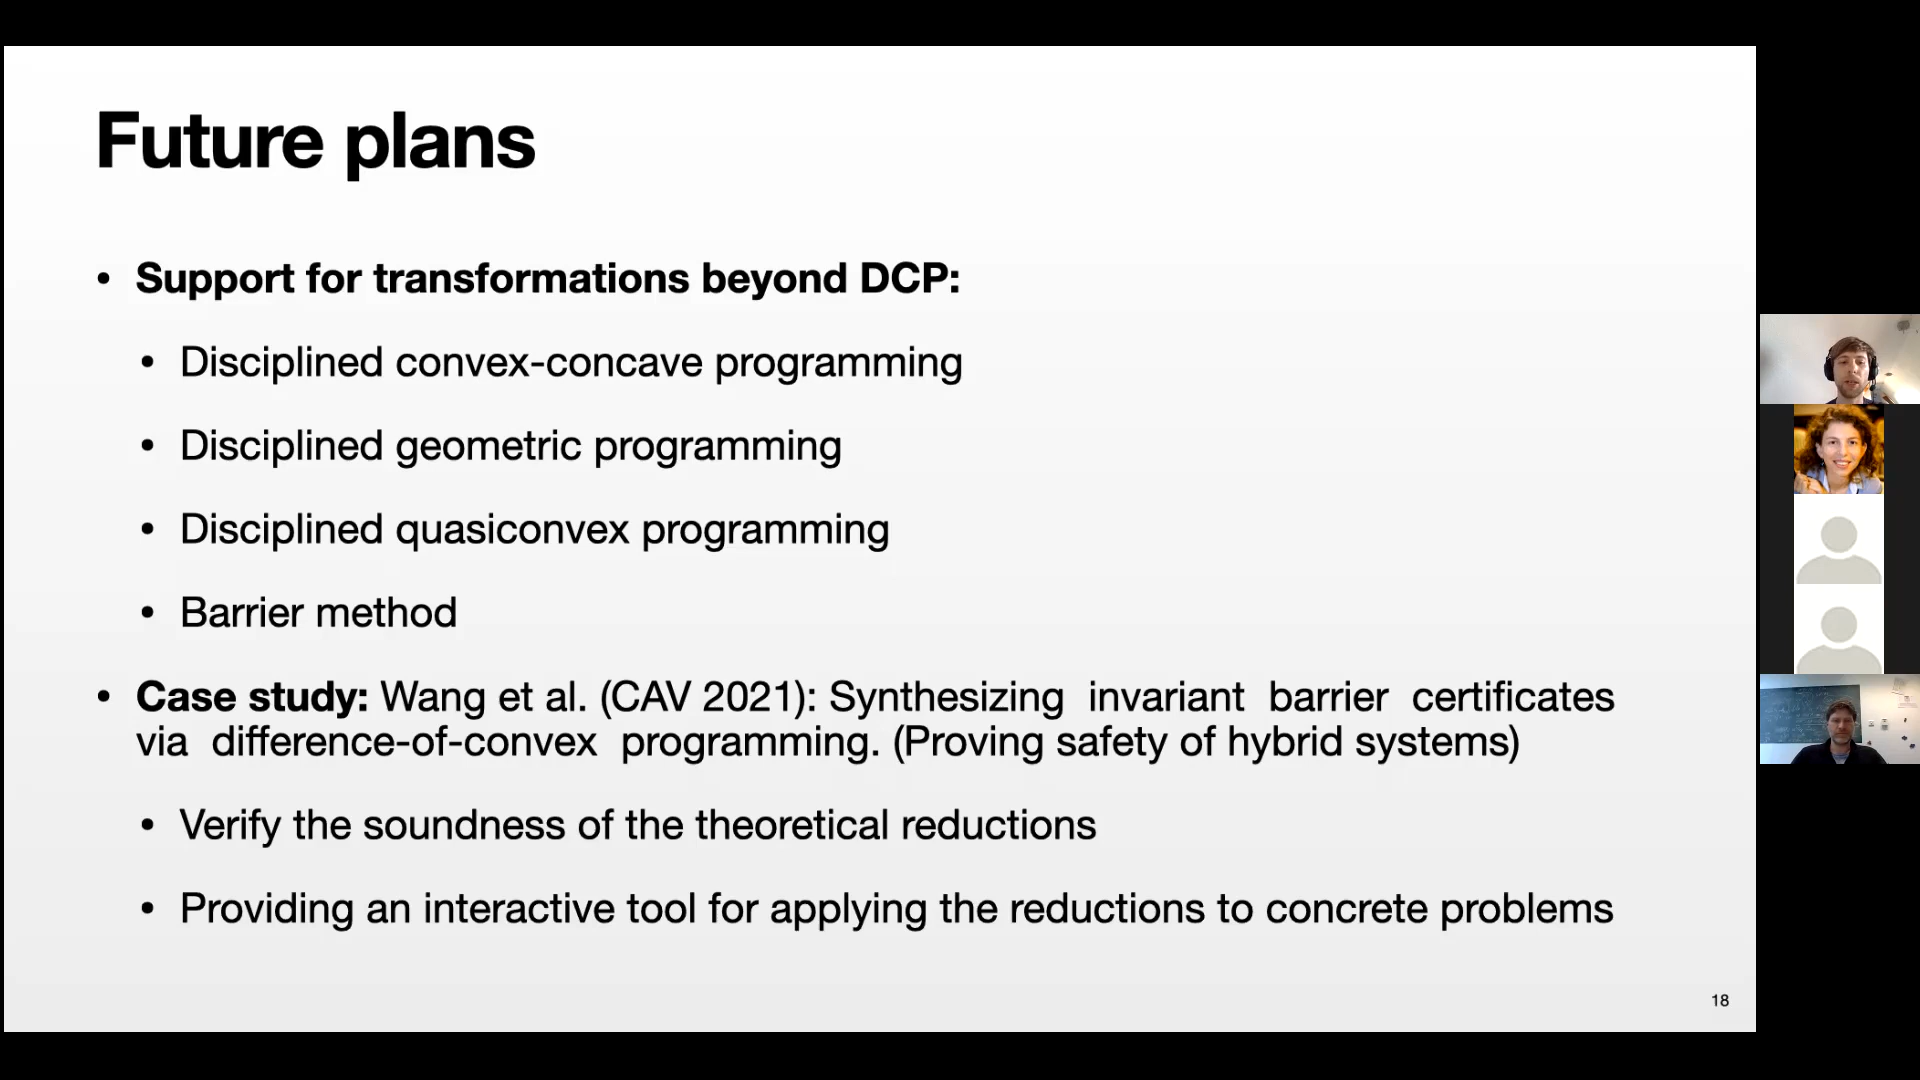 Future plans
• Support for transformations beyond DCP:
• Disciplined convex-concave programming
• Disciplined geometric programming
• Disciplined quasiconvex programming
• Barrier method
• Case study: Wang et al. (CAV 2021): Synthesizing invariant barrier certificates
via difference-of-convex programming. (Proving safety of hybrid systems)
• Verify the soundness of the theoretical reductions
• Providing an interactive tool for applying the reductions to concrete problems
18